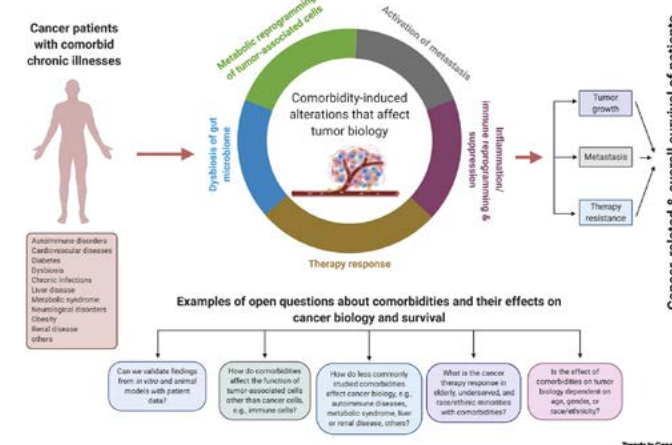 Cancer patients
with comorbid
chronic illnesses
Autoimmune disorders
Cardiovascular diseases
Diabetes
Dysbiosis
Chronic infections
Liver disease
Metabolic syndrome
Neurological disorders
Obesity
Renal disease
others
Metabolic reprogramming
of tumor-associated cells
Activation of metastasis
Dysbiosis of gut
microbiome
Comorbidity-induced
alterations that affect
tumor biology
Inflammation/
immune reprogramming &
suppression
Therapy response
Tumor
growth
Metastasis
Therapy
resistance
Cancer-related & overall survival of patients
Examples of open questions about comorbidities and their effects on
cancer biology and survival
Can we validate findings
from in vitro and animal
models with patient
data?
How do comorbidities
affect the function of
tumor-associated cells
other than cancer cells,
e.g., immune cells?
How do less commonly
studied comorbidities
affect cancer biology, e.g.,
autoimmune diseases,
metabolic syndrome, liver
or renal disease, others?
What is the cancer
therapy response in
elderly, underserved, and
race/ethnic minorities
with comorbidities?
Is the effect of
comorbidities on tumor
biology dependent on
age, gender, or
race/ethnicity?